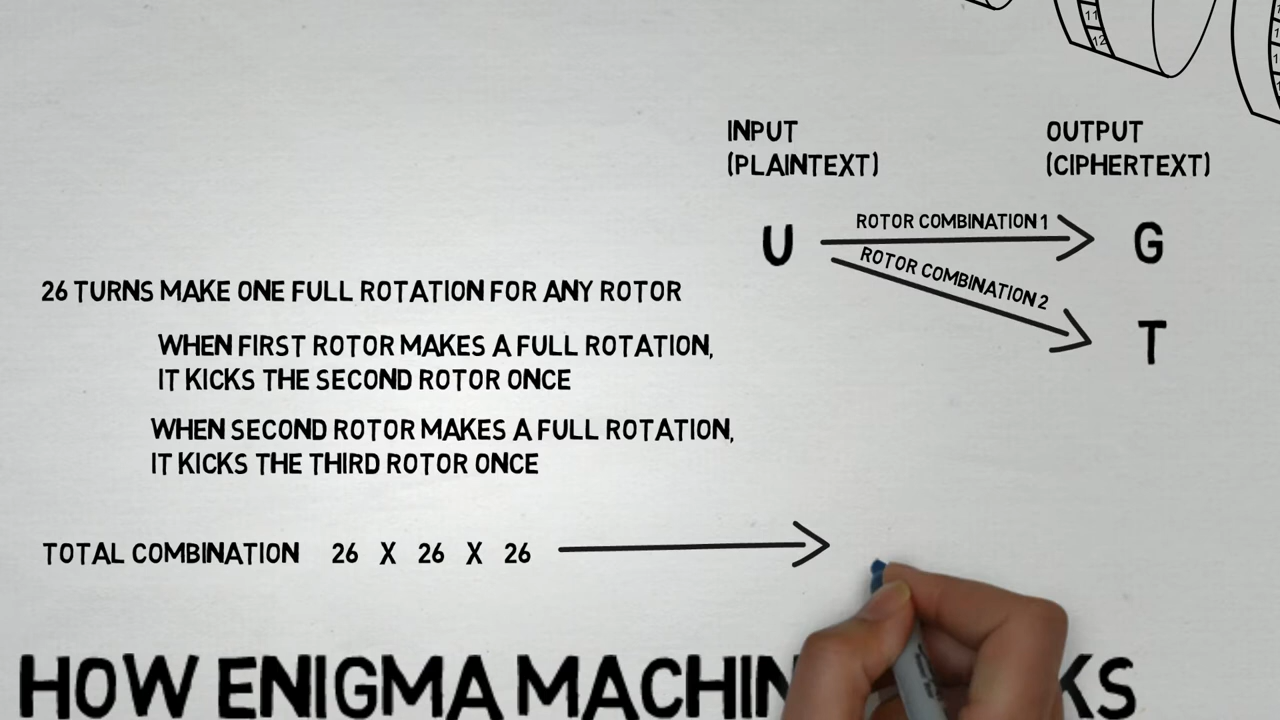 11
12
INPUT
(PLAINTEXT)
OUTPUT
(CIPHERTEXT)
U
ROTOR COMBINATION 1
G
ROTOR COMBINATION 2
T
26 TURNS MAKE ONE FULL ROTATION FOR ANY ROTOR
WHEN FIRST ROTOR MAKES A FULL ROTATION,
IT KICKS THE SECOND ROTOR ONCE
WHEN SECOND ROTOR MAKES A FULL ROTATION,
IT KICKS THE THIRD ROTOR ONCE
TOTAL COMBINATION 26 X 26 X 26
HOW ENIGMA MACHIN KS